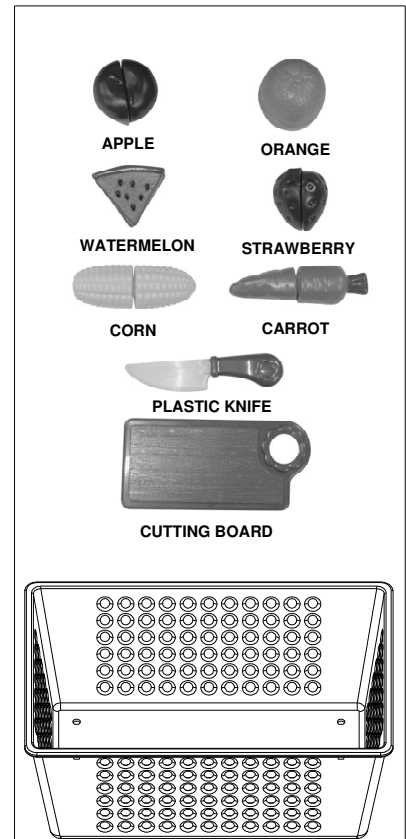 APPLE
ORANGE
WATERMELON
STRAWBERRY
CORN
CARROT
PLASTIC KNIFE
CUTTING BOARD